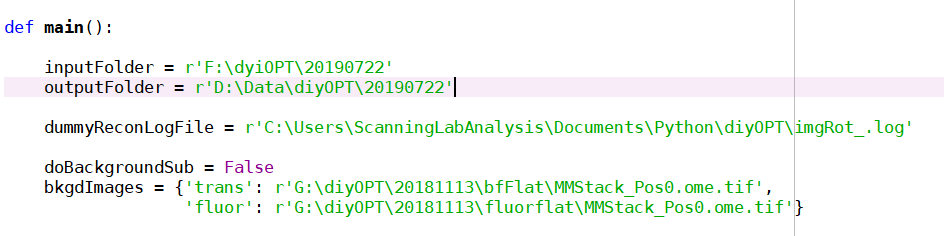 def main():
inputFolder = r'F:\dyiOPT\20190722'
outputFolder = r'D:\Data\diyOPT\20190722'
dummyReconLogFile = r'C:\Users\ScanningLabAnalysis\Documents\Python\diyOPT\imgRot_.log'
doBackgroundSub = False
bkgdImages = {'trans': r'G:\diyOPT\20181113\bfFlat\MMStack_Pos0.ome.tif',
'fluor': r'G:\diyOPT\20181113\fluorflat\MMStack_Pos0.ome.tif'}